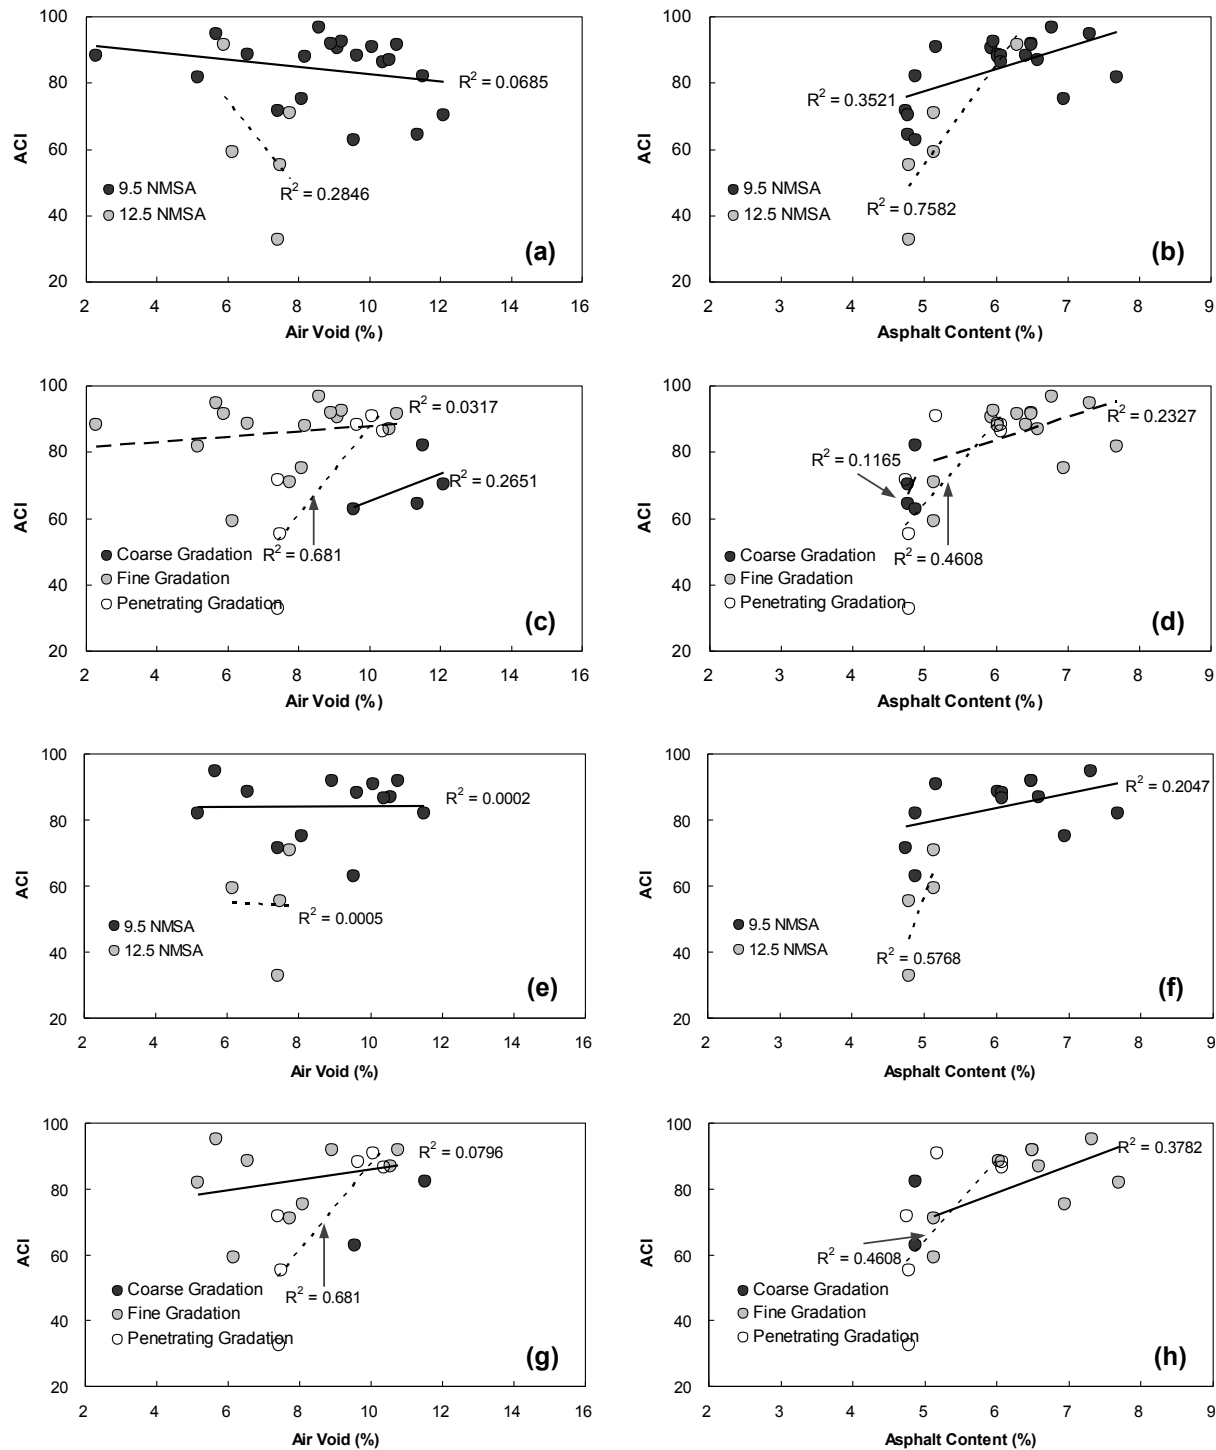 100
80
60
40
20
ACI
R² = 0.0685
R² = 0.2846
9.5 NMSA
12.5 NMSA
(a)
2 4 6 8 10 12 14 16
Air Void (%)
100
80
60
40
20
ACI
R² = 0.3521
R² = 0.7582
9.5 NMSA
12.5 NMSA
(b)
2 3 4 5 6 7 8 9
Asphalt Content (%)
100
80
60
40
20
ACI
R² = 0.0317
R² = 0.2651
R² = 0.681
Coarse Gradation
Fine Gradation
Penetrating Gradation
(c)
2 4 6 8 10 12 14 16
Air Void (%)
100
80
60
40
20
ACI
R² = 0.2327
R² = 0.1165
R² = 0.4608
Coarse Gradation
Fine Gradation
Penetrating Gradation
(d)
2 3 4 5 6 7 8 9
Asphalt Content (%)
100
80
60
40
20
ACI
R² = 0.0002
R² = 0.0005
9.5 NMSA
12.5 NMSA
(e)
2 4 6 8 10 12 14 16
Air Void (%)
100
80
60
40
20
ACI
R² = 0.2047
R² = 0.5768
9.5 NMSA
12.5 NMSA
(f)
2 3 4 5 6 7 8 9
Asphalt Content (%)
100
80
60
40
20
ACI
R² = 0.0796
R² = 0.681
Coarse Gradation
Fine Gradation
Penetrating Gradation
(g)
2 4 6 8 10 12 14 16
Air Void (%)
100
80
60
40
20
ACI
R² = 0.3782
R² = 0.4608
Coarse Gradation
Fine Gradation
Penetrating Gradation
(h)
2 3 4 5 6 7 8 9
Asphalt Content (%)